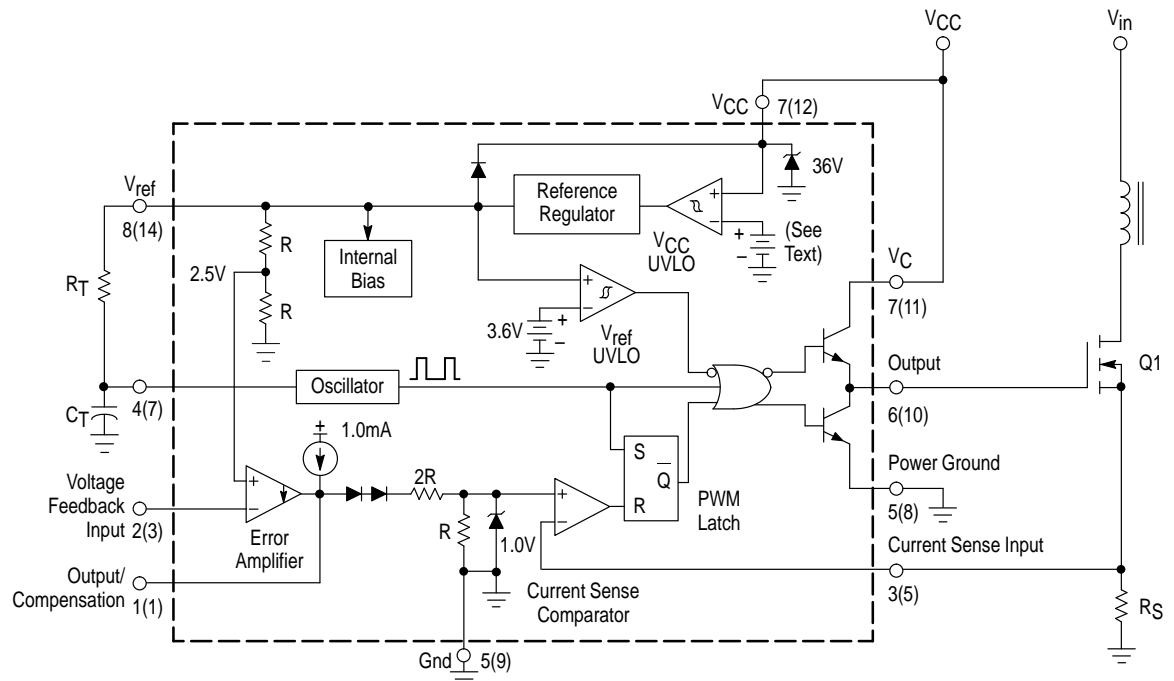 VCC
Vin
VCC
7(12)
36V
Vref
8(14)
Reference
Regulator
+
−
VCC
UVLO
+
−
(See
Text)
R
Internal
Bias
2.5V
R
RT
+
−
3.6V
+
−
Vref
UVLO
VC
7(11)
Output
6(10)
Q1
Oscillator
4(7)
CT
+
1.0mA
S
Q
R
PWM
Latch
Power Ground
5(8)
Voltage
Feedback
Input
2(3)
+
−
Error
Amplifier
2R
R
1.0V
+
−
Current Sense
Comparator
Current Sense Input
3(5)
RS
Output/
Compensation
1(1)
Gnd
5(9)